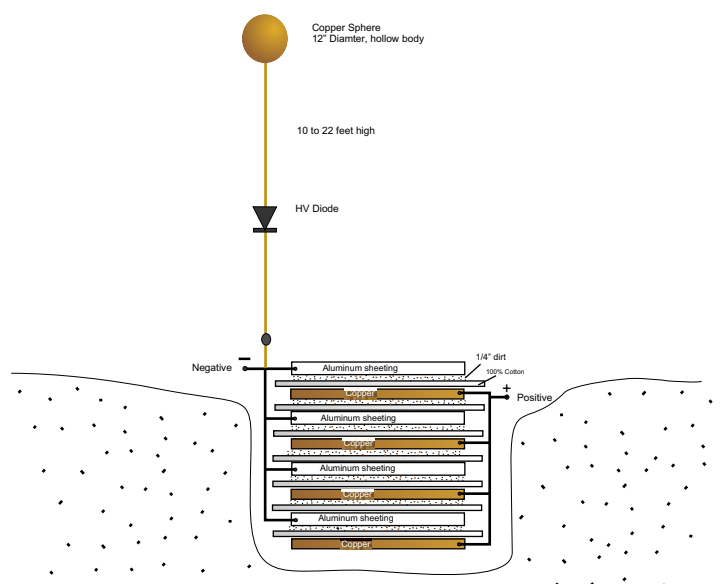 Copper Sphere
12” Diamter, hollow body
10 to 22 feet high
HV Diode
1/4” dirt
100% Cotton
−
Negative
Aluminum sheeting
Copper
+
Positive
Aluminum sheeting
Copper
Aluminum sheeting
Copper
Aluminum sheeting
Copper